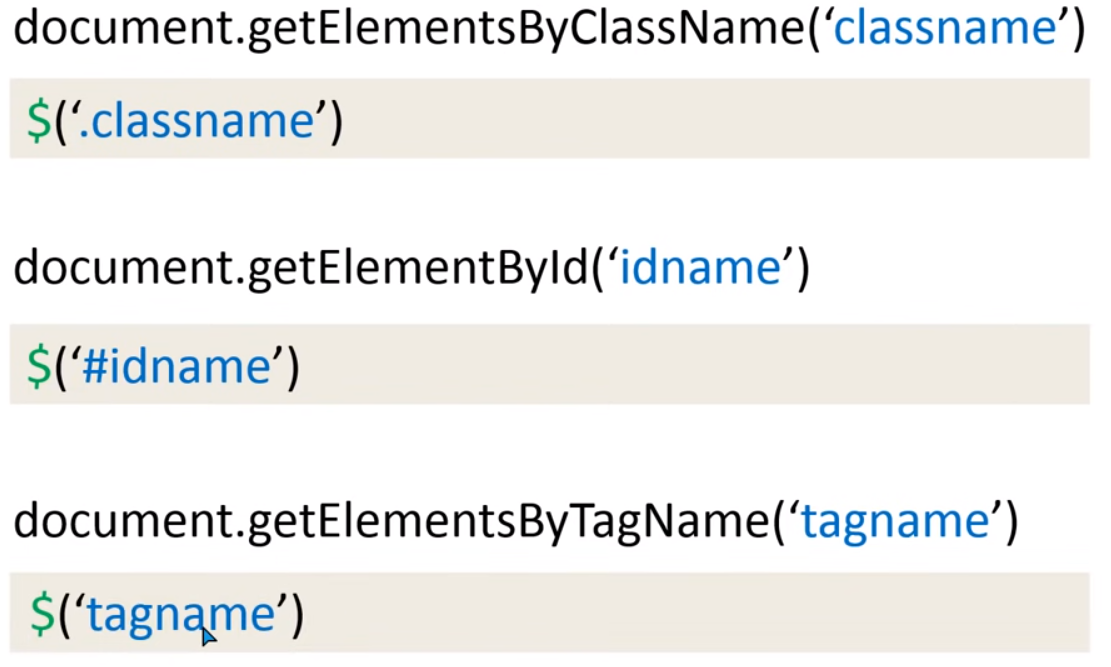 document.getElementsByClassName(‘classname’)
$(‘.classname’)
document.getElementById(‘idname’)
$(‘#idname’)
document.getElementsByTagName(‘tagname’)
$(‘tagname’)